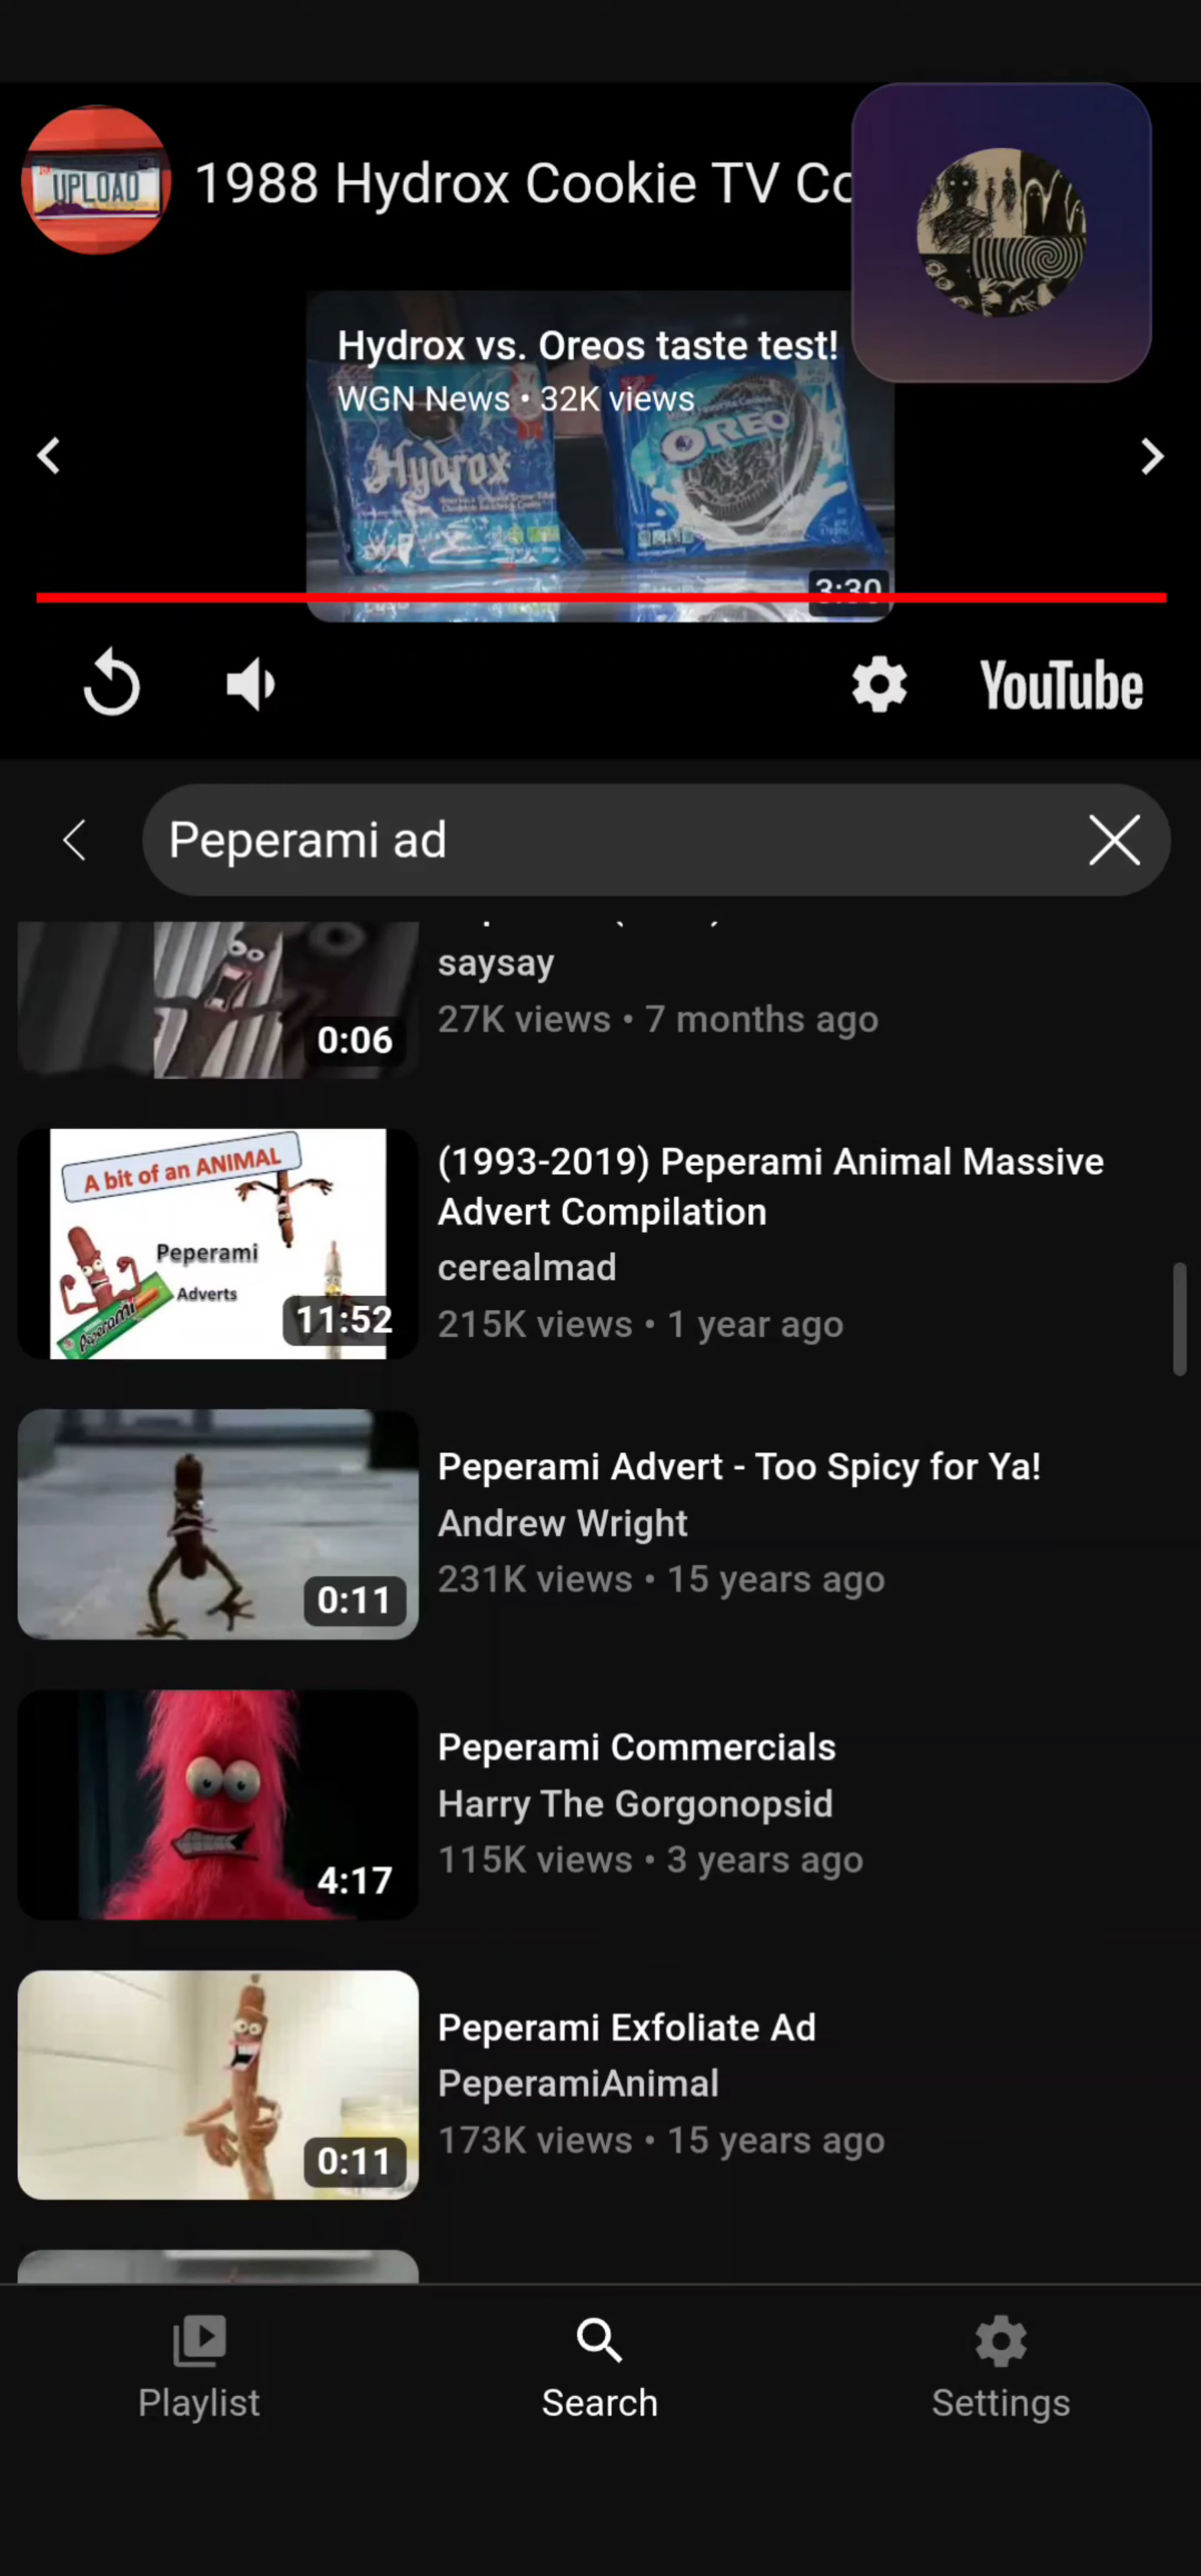 UPLOAD
1988 Hydrox Cookie TV Co
Hydrox vs. Oreos taste test!
WGN News • 32K views
Hydrox
OREO
3:30
YouTube
Peperami ad
saysay
27K views • 7 months ago
0:06
A bit of an ANIMAL
Peperami
Adverts
Peperami
11:52
(1993-2019) Peperami Animal Massive
Advert Compilation
cerealmad
215K views • 1 year ago
0:11
Peperami Advert - Too Spicy for Ya!
Andrew Wright
231K views • 15 years ago
4:17
Peperami Commercials
Harry The Gorgonopsid
115K views • 3 years ago
0:11
Peperami Exfoliate Ad
PeperamiAnimal
173K views • 15 years ago
Playlist
Search
Settings